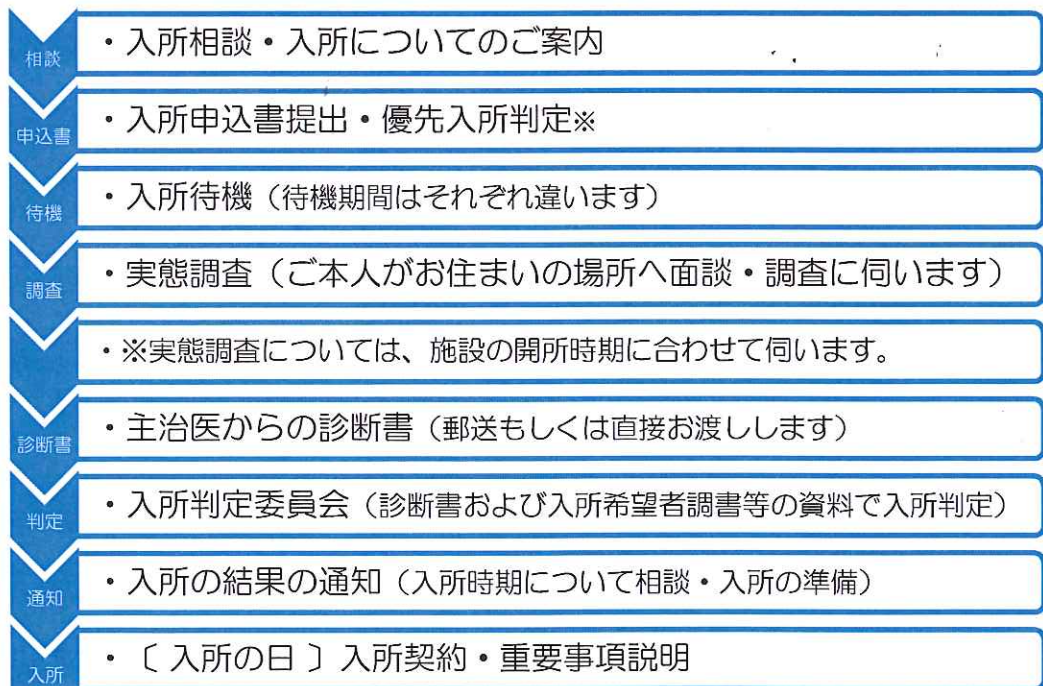 相談
・入所相談・入所についてのご案内
申込書
・入所申込書提出・優先入所判定※
待機
・入所待機（待機期間はそれぞれ違います）
調査
・実態調査（ご本人がお住まいの場所へ面談・調査に伺います）
・※実態調査については、施設の開所時期に合わせて伺います。
診断書
・主治医からの診断書（郵送もしくは直接お渡しします）
判定
・入所判定委員会（診断書および入所希望者調書等の資料で入所判定）
通知
・入所の結果の通知（入所時期について相談・入所の準備）
入所
・〔 入所の日 〕入所契約・重要事項説明